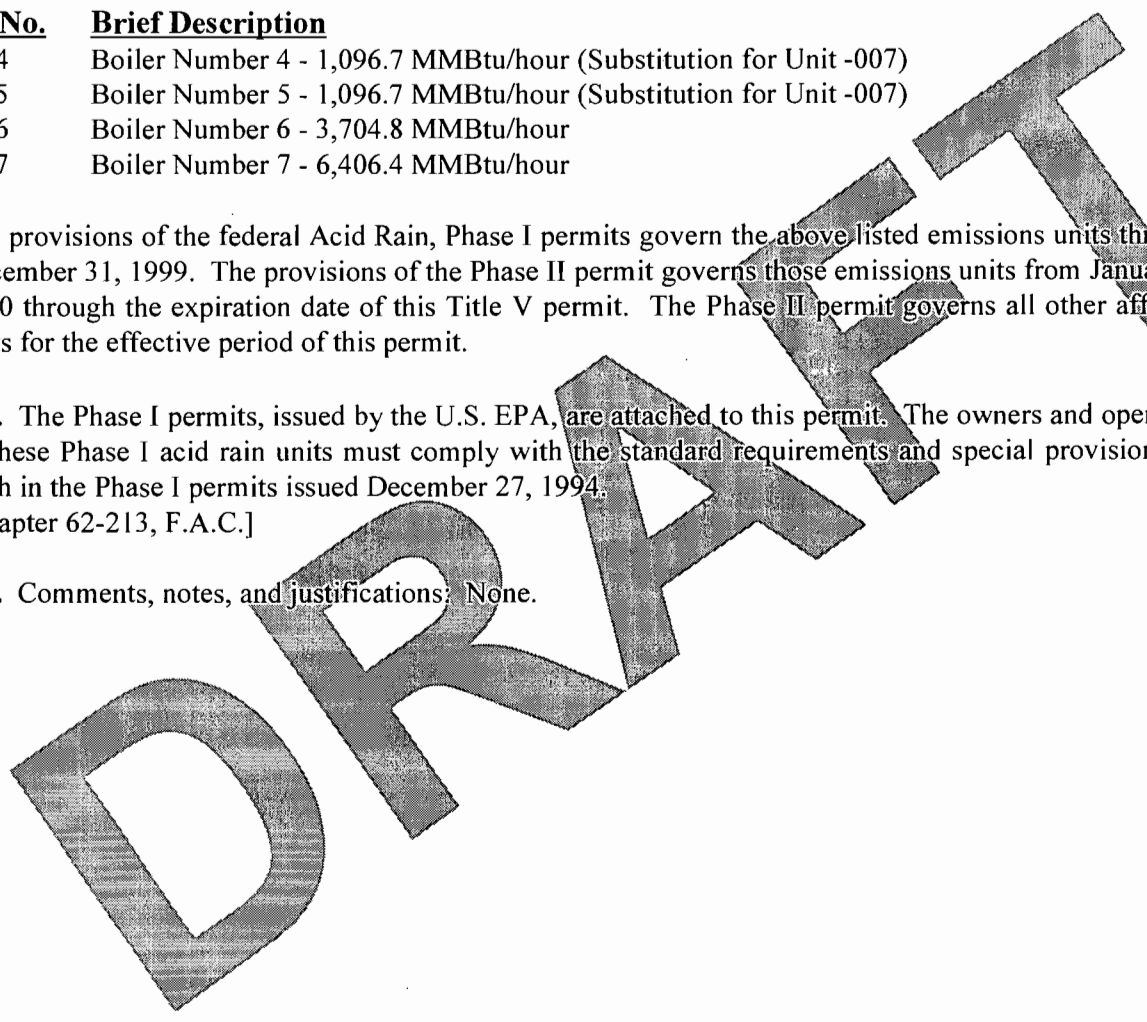 No. Brief Description
4 Boiler Number 4 - 1,096.7 MMBtu/hour (Substitution for Unit -007)
5 Boiler Number 5 - 1,096.7 MMBtu/hour (Substitution for Unit -007)
6 Boiler Number 6 - 3,704.8 MMBtu/hour
7 Boiler Number 7 - 6,406.4 MMBtu/hour
provisions of the federal Acid Rain, Phase I permits govern the above listed emissions units
ember 31, 1999. The provisions of the Phase II permit governs those emissions units from
0 through the expiration date of this Title V permit. The Phase II permit governs all other
s for the effective period of this permit.
. The Phase I permits, issued by the U.S. EPA, are attached to this permit. The owners and
hese Phase I acid rain units must comply with the standard requirements and special provision
h in the Phase I permits issued December 27, 1994.
apter 62-213, F.A.C.]
. Comments, notes, and justifications: None.
DRAFT